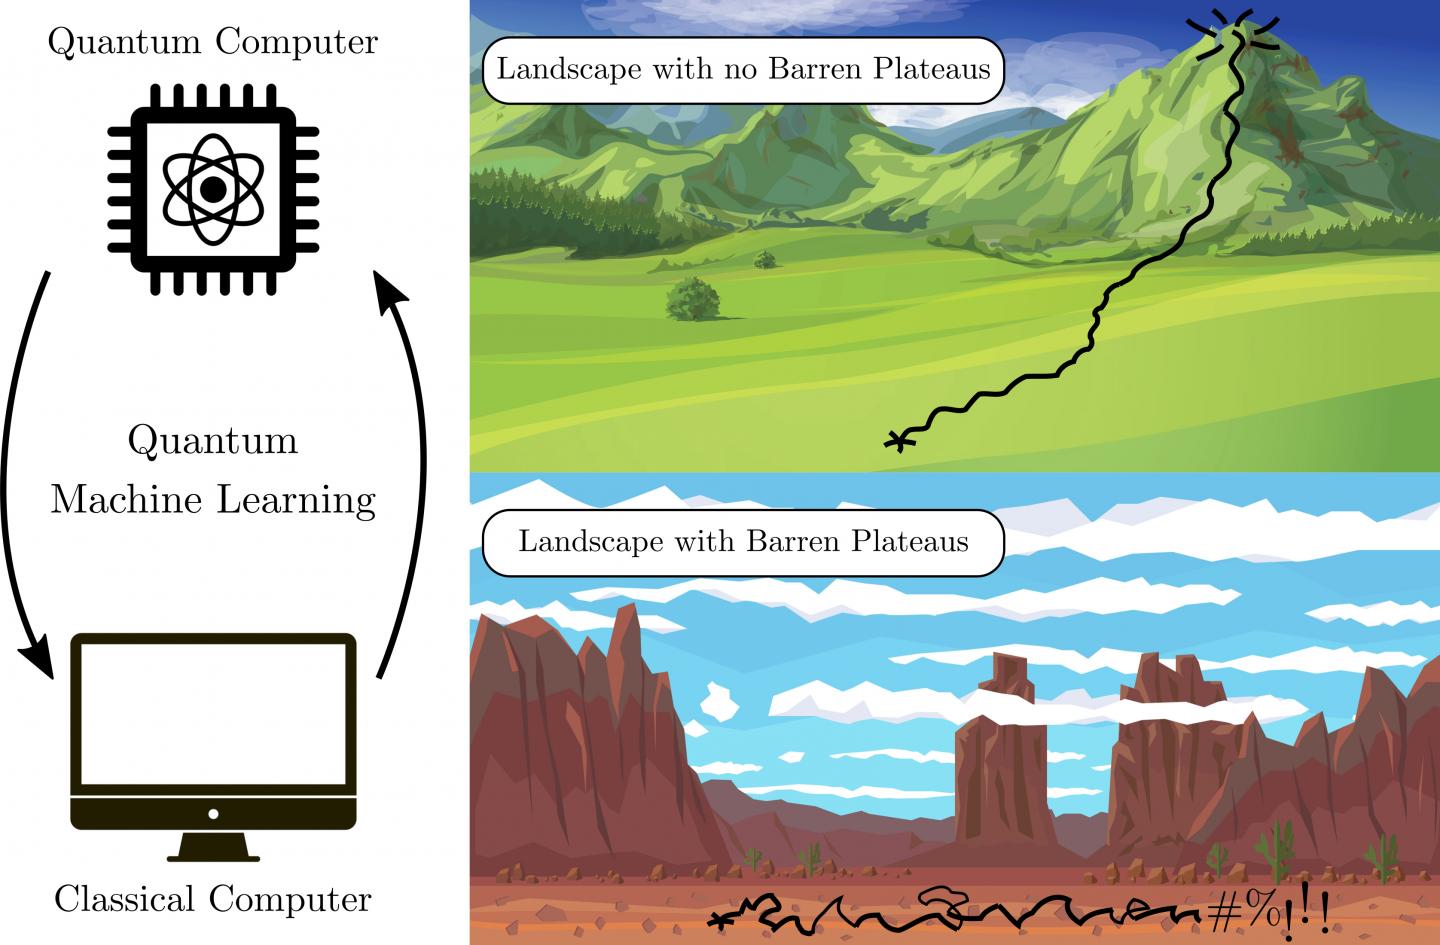 Quantum Computer
Quantum
Machine Learning
Classical Computer
Landscape with no Barren Plateaus
Landscape with Barren Plateaus
#%!!!